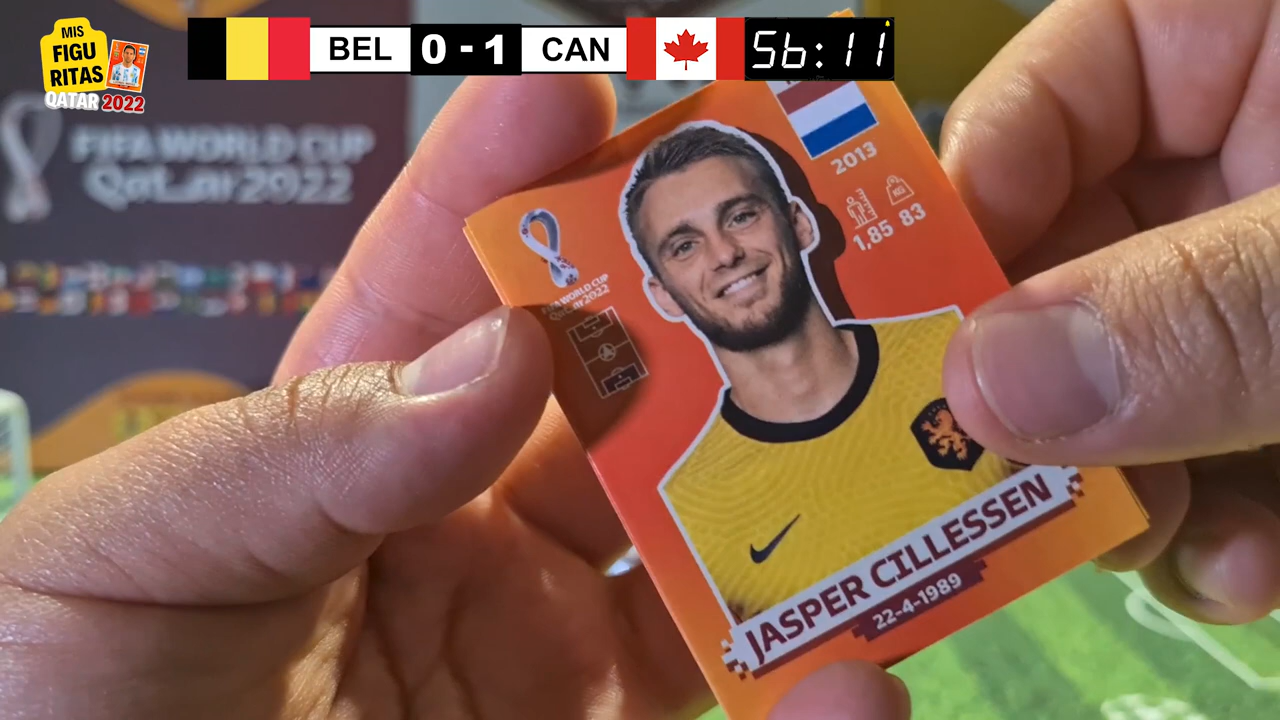 MIS
FIGU
RITAS
QATAR 2022
BEL 0 - 1 CAN 56:11
FIFA WORLD CUP
Qatar2022
2013
KG
1,85 83
FIFA WORLD CUP
Qatar2022
JASPER CILLESSEN
22-4-1989